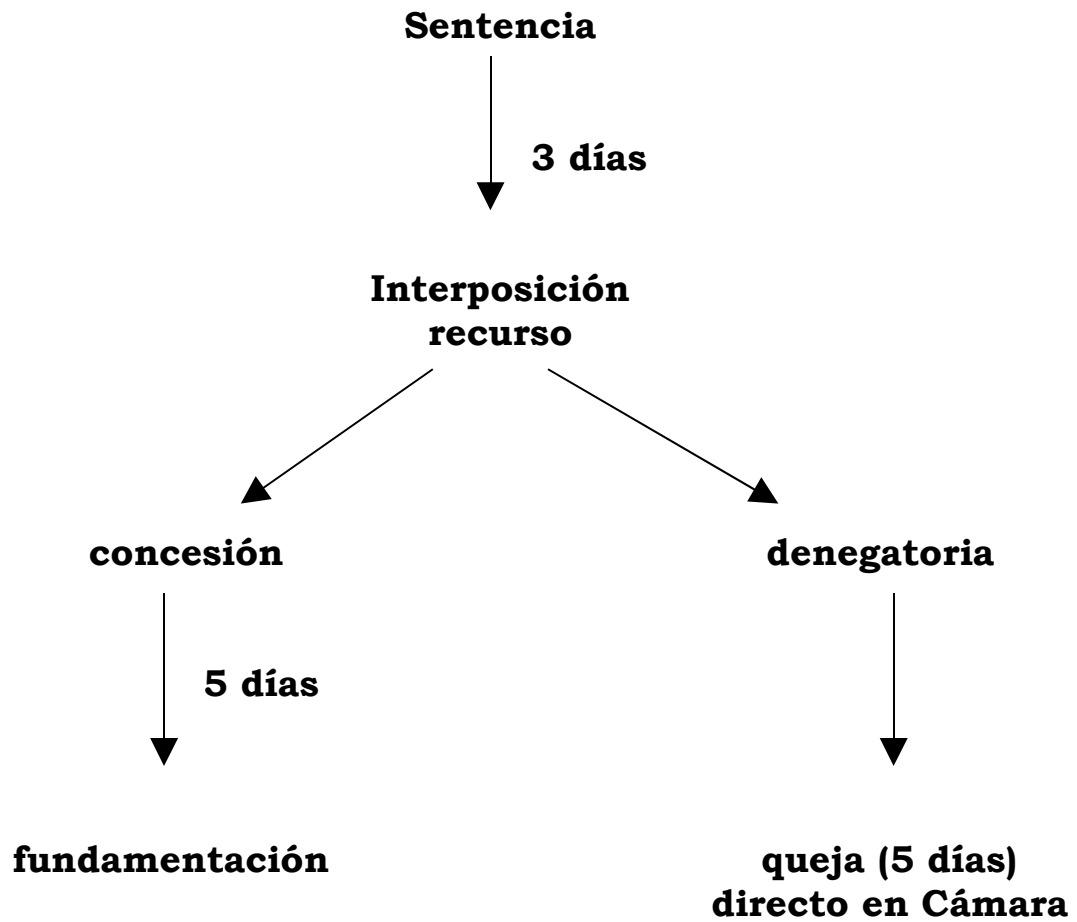 Sentencia
3 días
Interposición
recurso
concesión
denegatoria
5 días
fundamentación
queja (5 días)
directo en Cámara